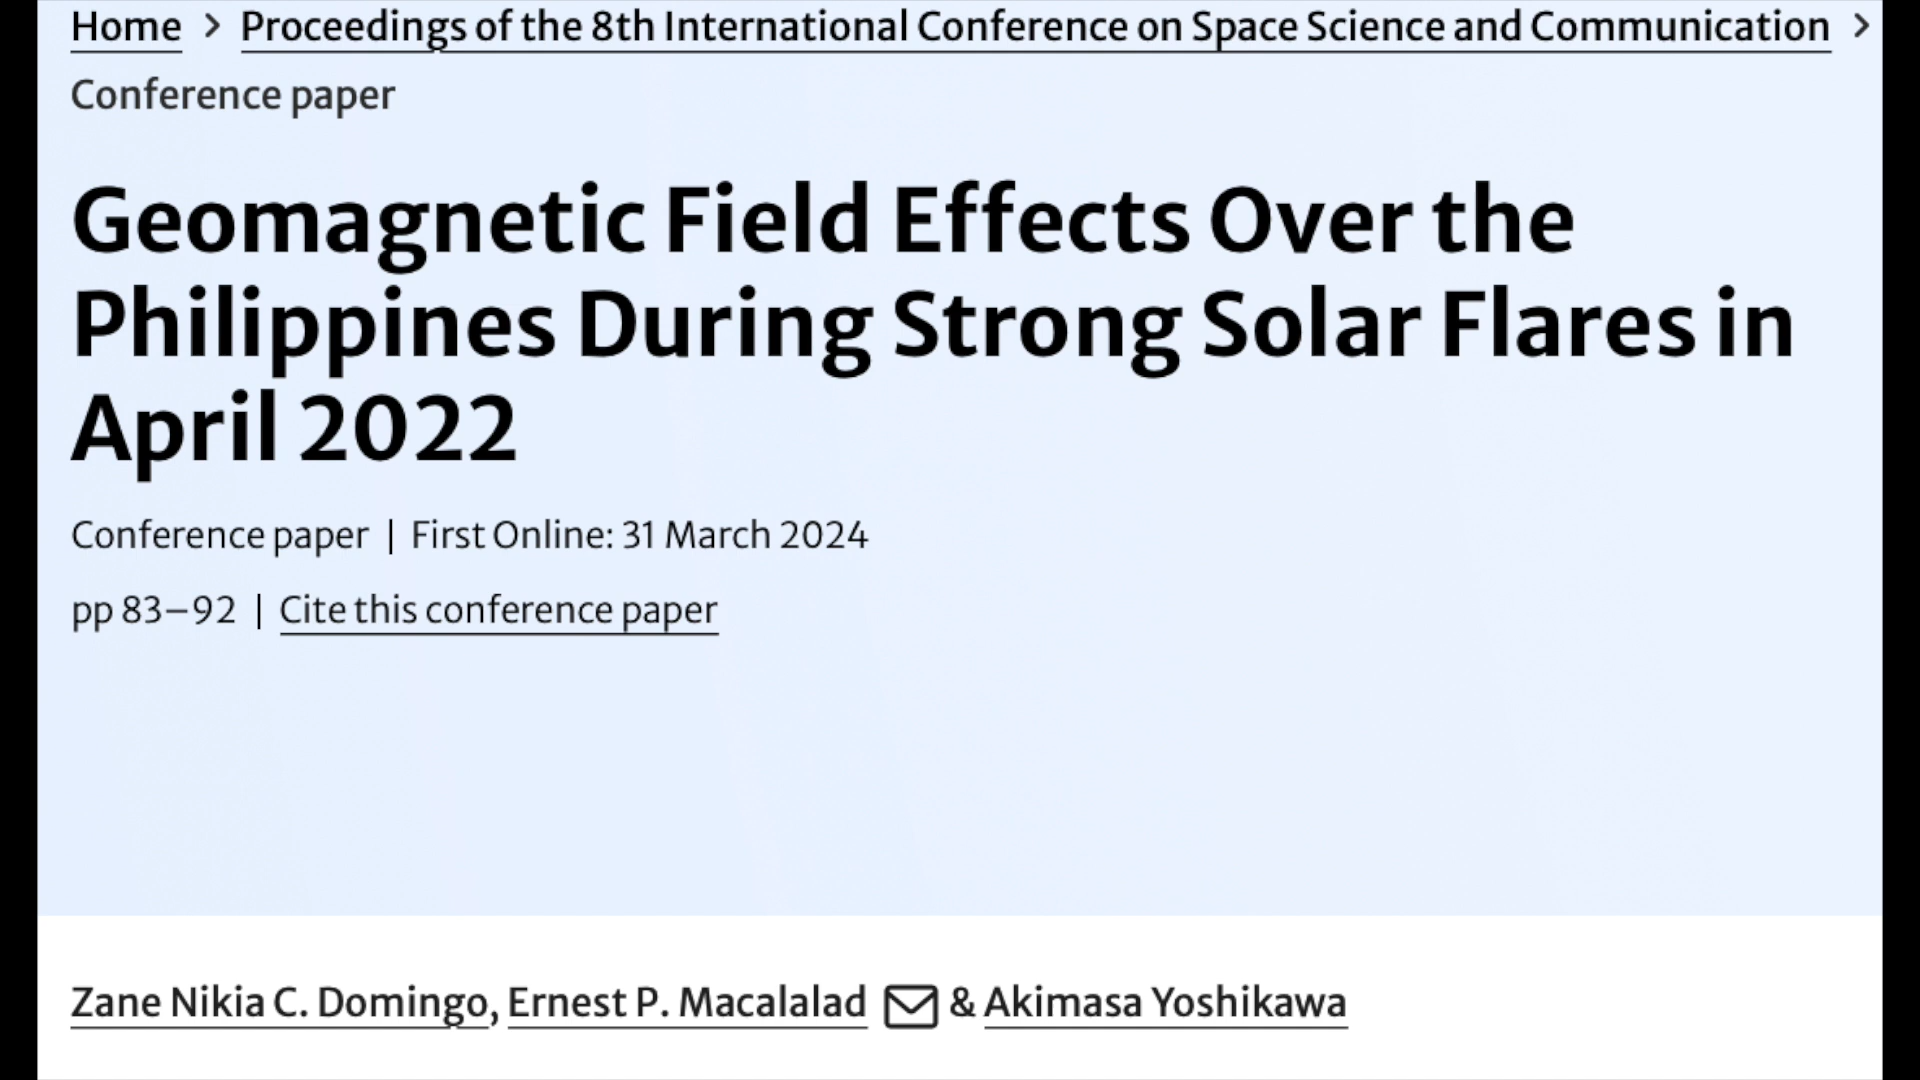 Home > Proceedings of the 8th International Conference on Space Science and Communication >
Conference paper
Geomagnetic Field Effects Over the
Philippines During Strong Solar Flares in
April 2022
Conference paper | First Online: 31 March 2024
pp 83–92 | Cite this conference paper
Zane Nikia C. Domingo, Ernest P. Macalalad & Akimasa Yoshikawa